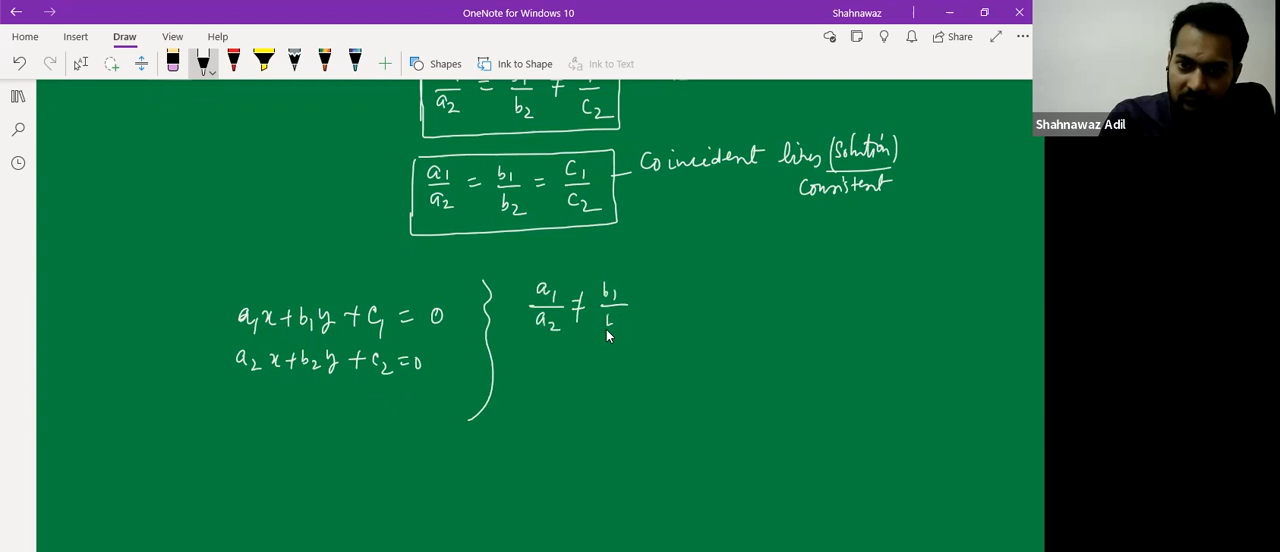 OneNote for Windows 10
Shahnawaz
Home Insert Draw View Help
Shapes Ink to Shape Ink to Text Share
a2 = b2 ≠ C2
a1/a2 = b1/b2 = C1/C2 Coincident lines (Solution)
Consistent
a1x+b1y+C1 = 0
a2x+b2y+C2=0
a1/a2 ≠ b1/
Shahnawaz Adil